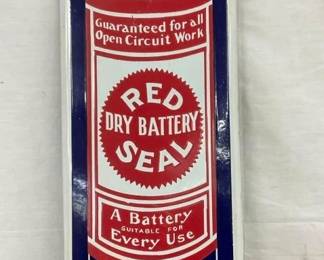 Guaranteed for all
Open Circuit Work
RED
DRY BATTERY
SEAL
A Battery
SUITABLE FOR
Every Use